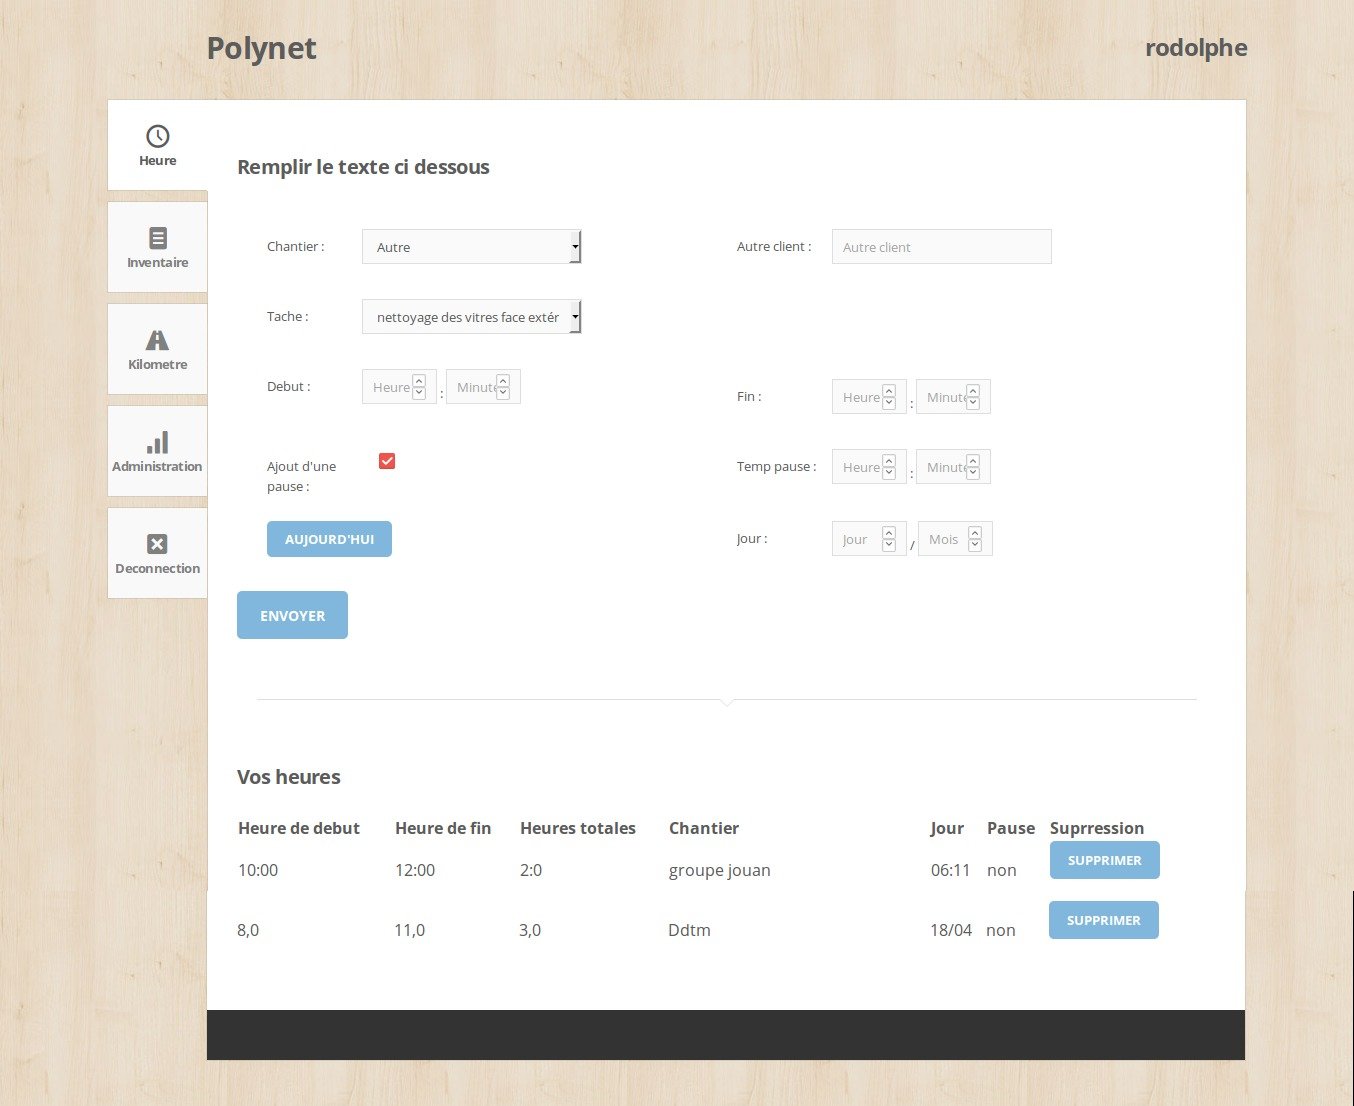 Polynet
rodolphe
Heure
Inventaire
Kilometre
Administration
Deconnection
Remplir le texte ci dessous
Chantier : Autre
Autre client : Autre client
Tache : nettoyage des vitres face extér
Debut : Heure : Minute
Fin : Heure : Minute
Ajout d'une
pause :
Temp pause : Heure : Minute
AUJOURD'HUI
Jour : Jour / Mois
ENVOYER
Vos heures
Heure de debut Heure de fin Heures totales Chantier Jour Pause Suprression
10:00 12:00 2:0 groupe jouan 06:11 non SUPPRIMER
8,0 11,0 3,0 Ddtm 18/04 non SUPPRIMER